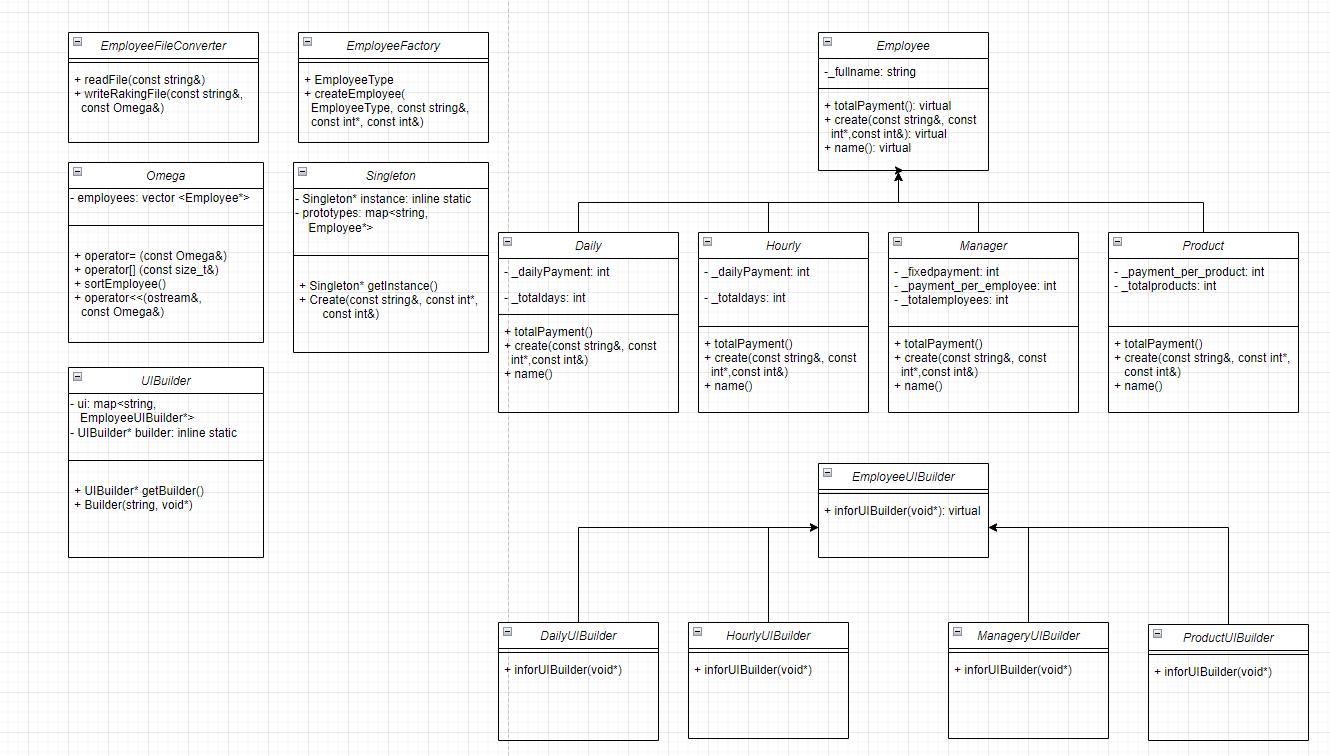 EmployeeFileConverter
+ readFile(const string&)
+ writeRakingFile(const string&,
const Omega&)
EmployeeFactory
+ EmployeeType
+ createEmployee(
EmployeeType, const string&,
const int*, const int&)
Employee
-_fullname: string
+ totalPayment(): virtual
+ create(const string&, const
int*,const int&): virtual
+ name(): virtual
Omega
- employees: vector <Employee*>
+ operator= (const Omega&)
+ operator[] (const size_t&)
+ sortEmployee()
+ operator<<(ostream&,
const Omega&)
Singleton
- Singleton* instance: inline static
- prototypes: map<string,
Employee*>
+ Singleton* getInstance()
+ Create(const string&, const int*,
const int&)
Daily
- _dailyPayment: int
- _totaldays: int
+ totalPayment()
+ create(const string&, const
int*,const int&)
+ name()
Hourly
- _dailyPayment: int
- _totaldays: int
+ totalPayment()
+ create(const string&, const
int*,const int&)
+ name()
Manager
- _fixedpayment: int
- _payment_per_employee: int
- _totalemployees: int
+ totalPayment()
+ create(const string&, const
int*,const int&)
+ name()
Product
- _payment_per_product: int
- _totalproducts: int
+ totalPayment()
+ create(const string&, const int*,
const int&)
+ name()
UIBuilder
- ui: map<string,
EmployeeUIBuilder*>
- UIBuilder* builder: inline static
+ UIBuilder* getBuilder()
+ Builder(string, void*)
EmployeeUIBuilder
+ inforUIBuilder(void*): virtual
DailyUIBuilder
+ inforUIBuilder(void*)
HourlyUIBuilder
+ inforUIBuilder(void*)
ManageryUIBuilder
+ inforUIBuilder(void*)
ProductUIBuilder
+ inforUIBuilder(void*)